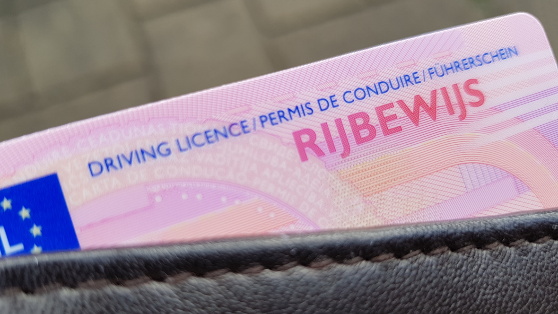 DRIVING LICENCE / PERMIS DE CONDUIRE / FÜHRERSCHEIN
RIJBEWIJS
L